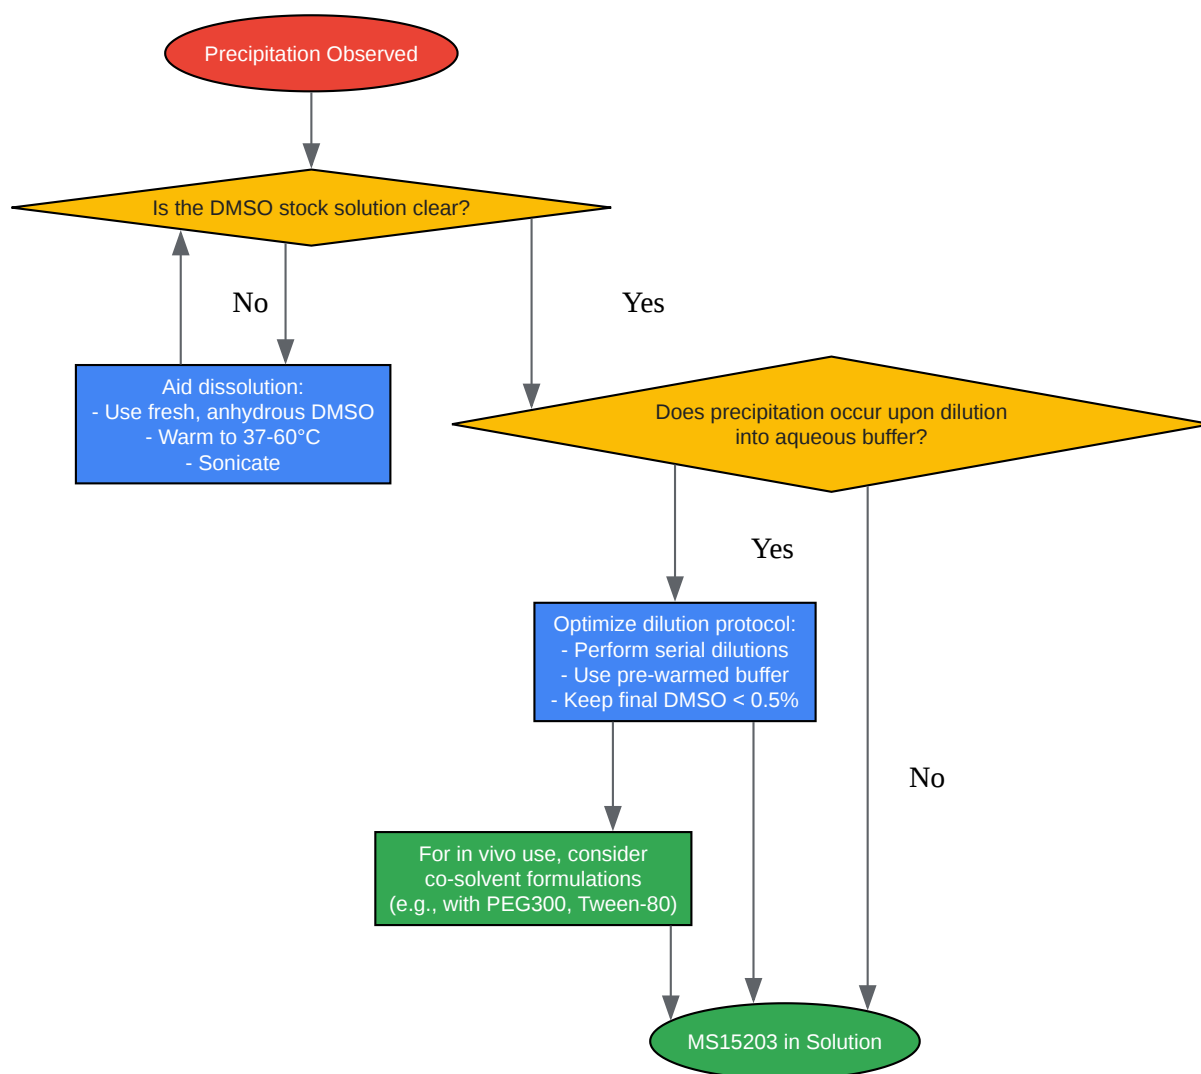 Precipitation Observed
Is the DMSO stock solution clear?
No
Yes
Aid dissolution:
- Use fresh, anhydrous DMSO
- Warm to 37-60°C
- Sonicate
Does precipitation occur upon dilution
into aqueous buffer?
Yes
Optimize dilution protocol:
- Perform serial dilutions
- Use pre-warmed buffer
- Keep final DMSO < 0.5%
No
For in vivo use, consider
co-solvent formulations
(e.g., with PEG300, Tween-80)
MS15203 in Solution